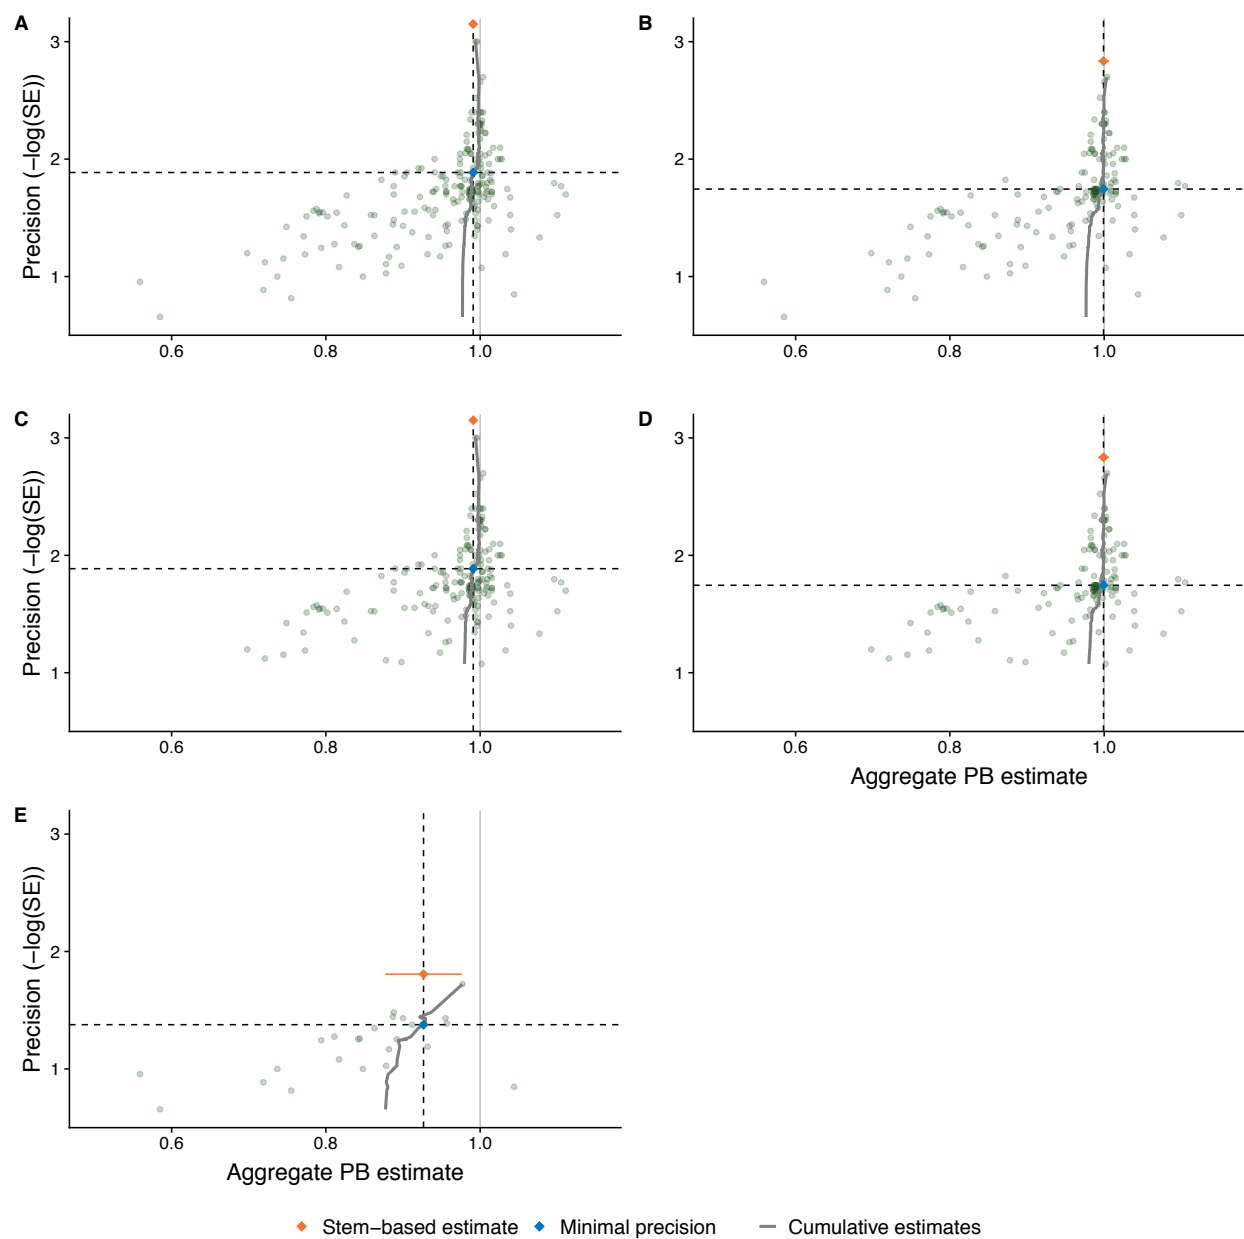 A
B
Precision (−log(SE))
3
2
1
0.6
0.8
1.0
3
2
1
0.6
0.8
1.0
C
D
Precision (−log(SE))
3
2
1
0.6
0.8
1.0
3
2
1
0.6
0.8
1.0
Aggregate PB estimate
E
Precision (−log(SE))
3
2
1
0.6
0.8
1.0
Aggregate PB estimate
Stem−based estimate
Minimal precision
Cumulative estimates